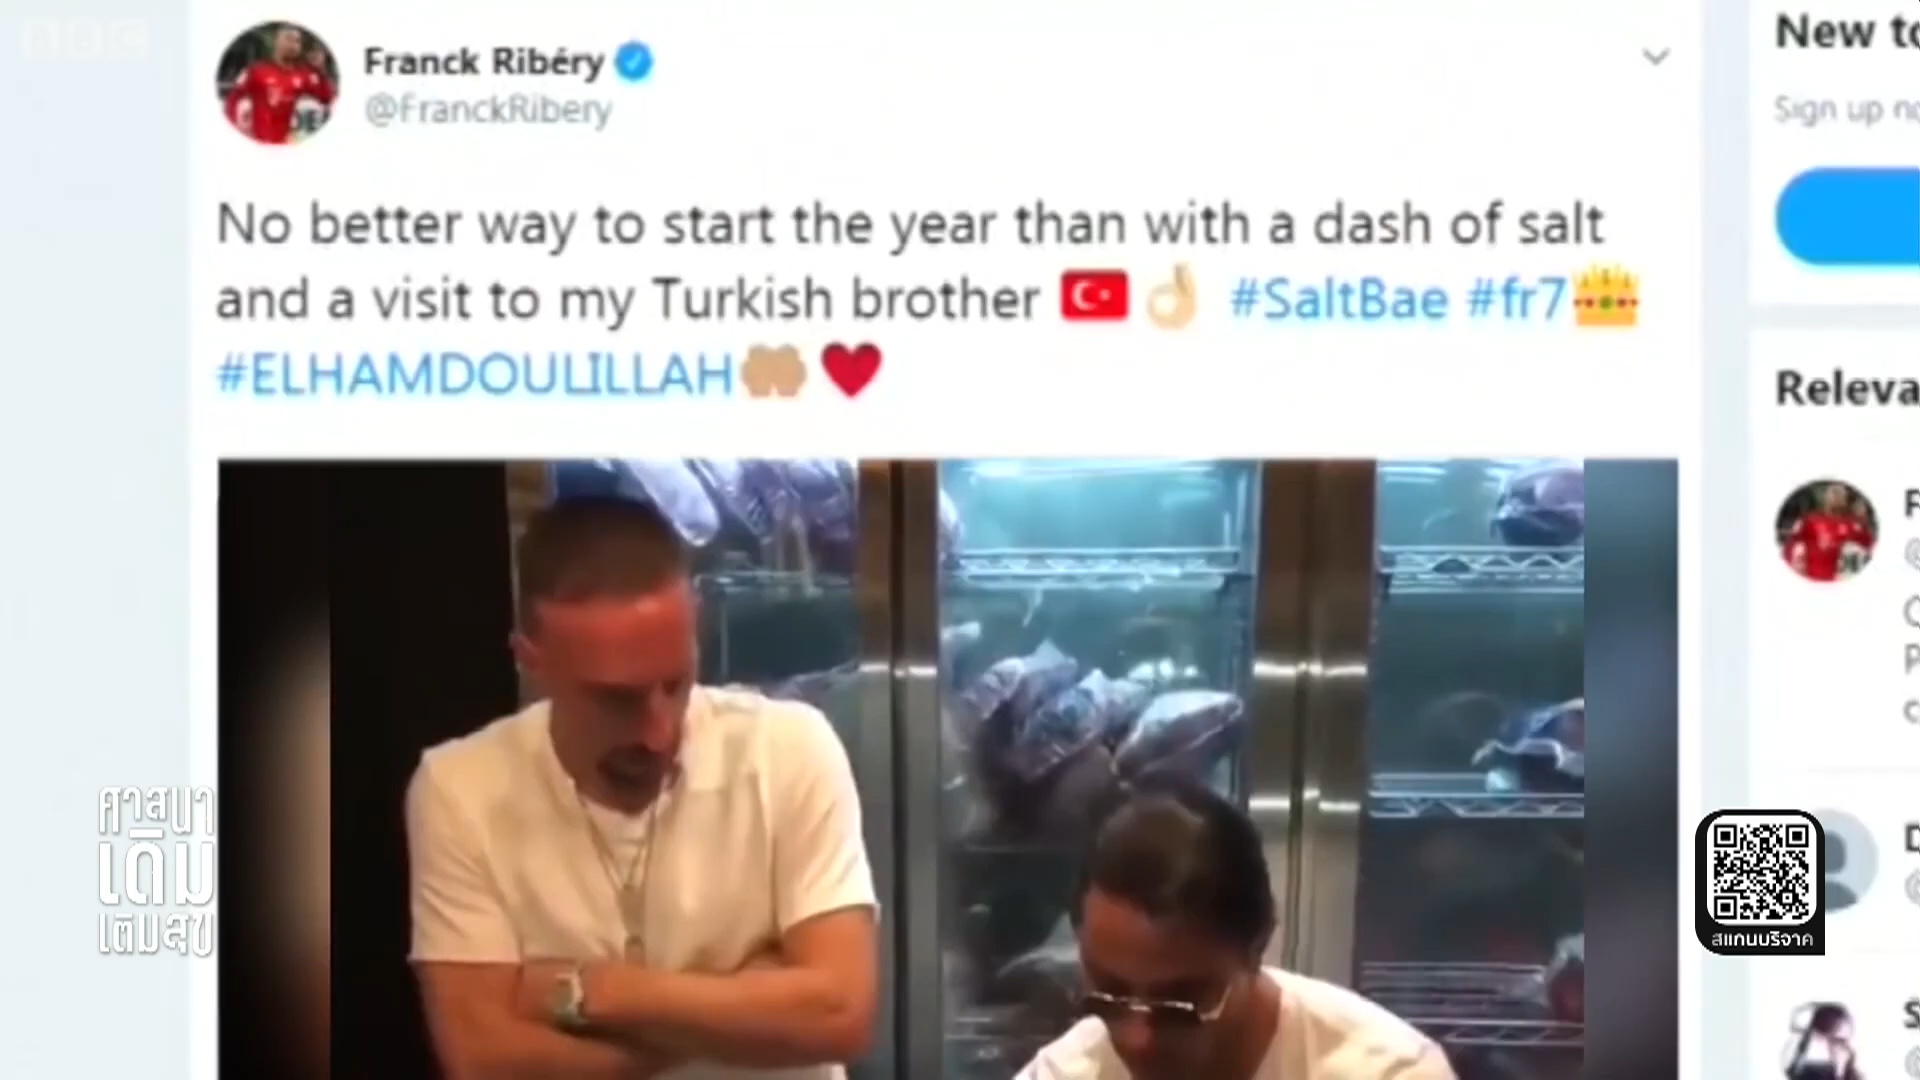 BBC
Franck Ribéry
@FranckRibery
No better way to start the year than with a dash of salt
and a visit to my Turkish brother 🇹🇷👌🏼 #SaltBae #fr7👑
#ELHAMDOULILLAH🤲🏼♥️
New to
Sign up no
Releva
ศาสนา
เดิม
เติมสุข
สแกนบริจาค